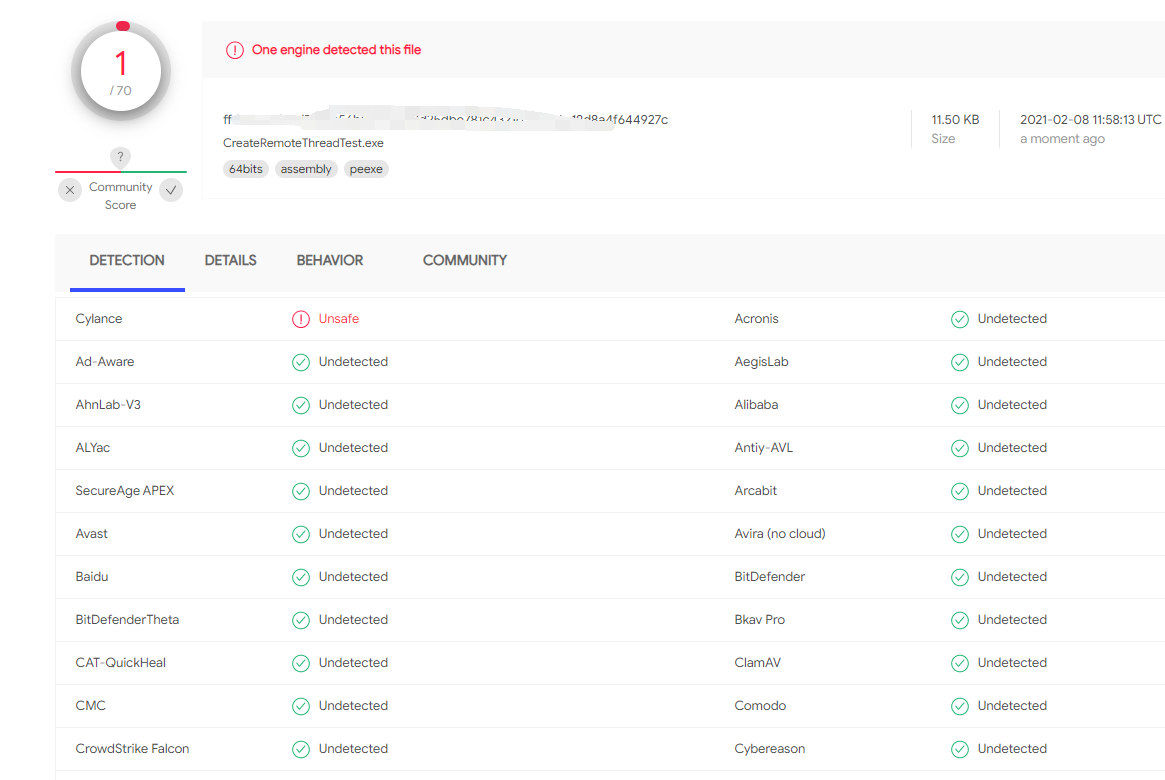 1
/ 70
?
Community
Score
One engine detected this file
18d8a4f644927c
CreateRemoteThreadTest.exe
64bits assembly peexe
11.50 KB
Size
2021-02-08 11:58:13 UTC
a moment ago
DETECTION DETAILS BEHAVIOR COMMUNITY
Cylance Unsafe Acronis Undetected
Ad-Aware Undetected AegisLab Undetected
AhnLab-V3 Undetected Alibaba Undetected
ALYac Undetected Antiy-AVL Undetected
SecureAge APEX Undetected Arcabit Undetected
Avast Undetected Avira (no cloud) Undetected
Baidu Undetected BitDefender Undetected
BitDefenderTheta Undetected Bkav Pro Undetected
CAT-QuickHeal Undetected ClamAV Undetected
CMC Undetected Comodo Undetected
CrowdStrike Falcon Undetected Cybereason Undetected